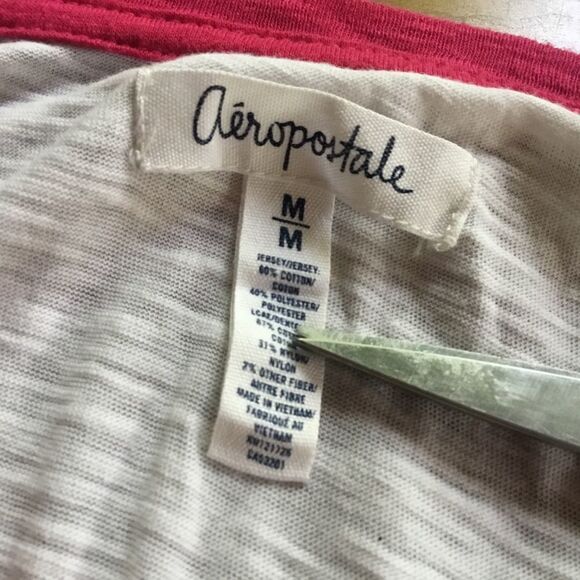 aéropostale
M
M
JERSEY/JERSEY:
60% COTTON/
COTON
40% POLYESTER/
POLYESTER
31% NYLON/
NYLON
2% OTHER FIBER/
AUTRE FIBRE
MADE IN VIETNAM/
FABRIQUÉ AU
VIETNAM